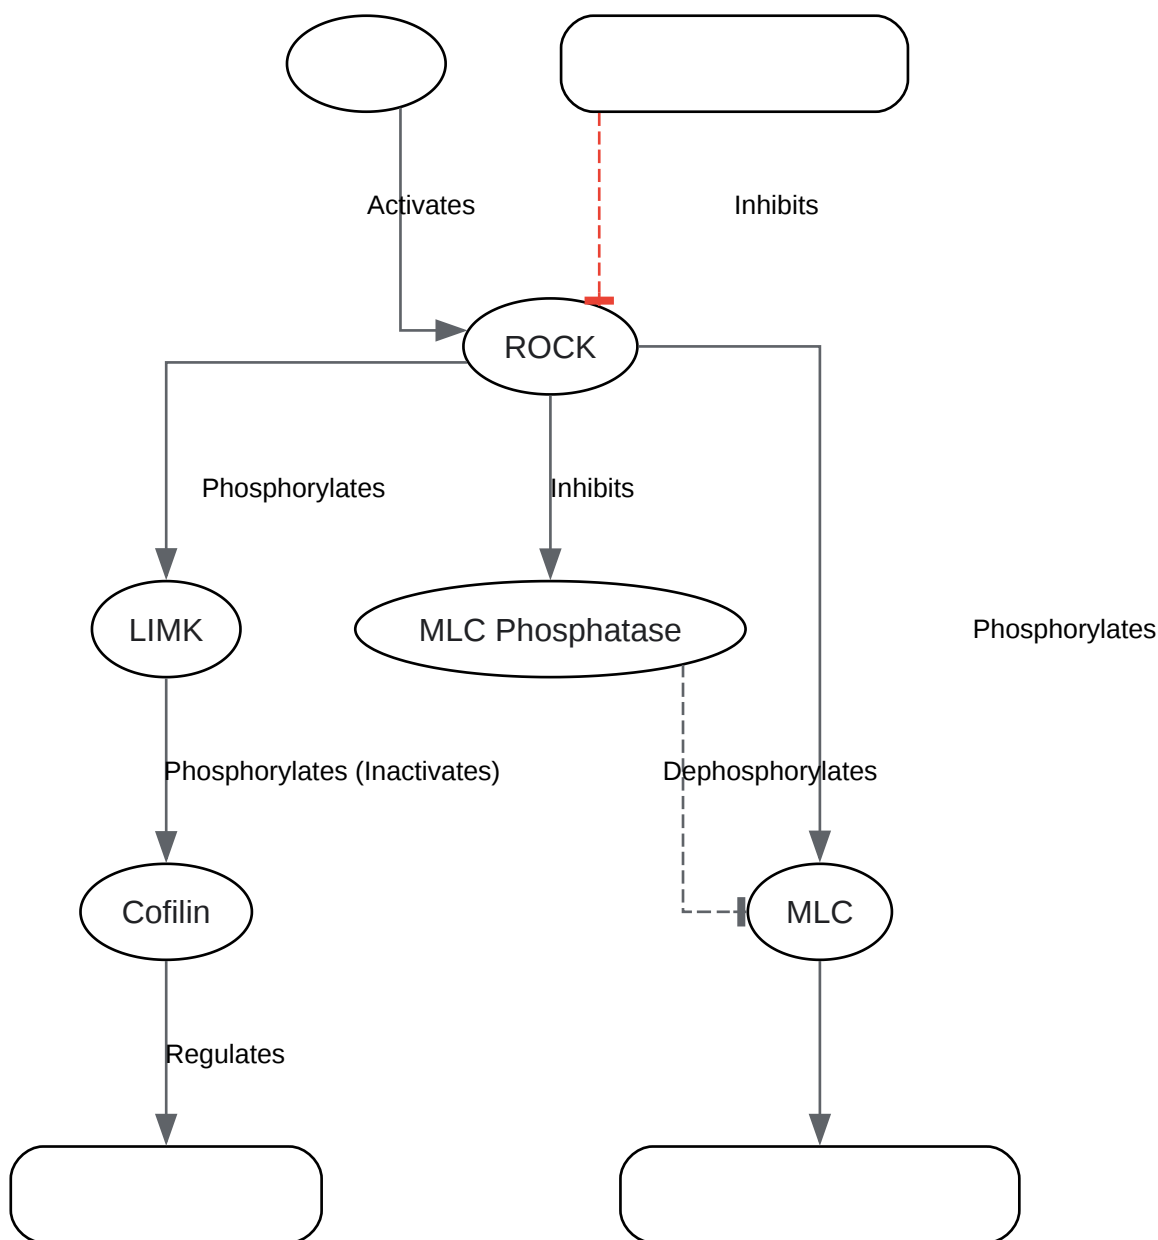 Activates
Inhibits
ROCK
Phosphorylates
Inhibits
LIMK
MLC Phosphatase
Phosphorylates
Phosphorylates (Inactivates)
Dephosphorylates
Cofilin
MLC
Regulates